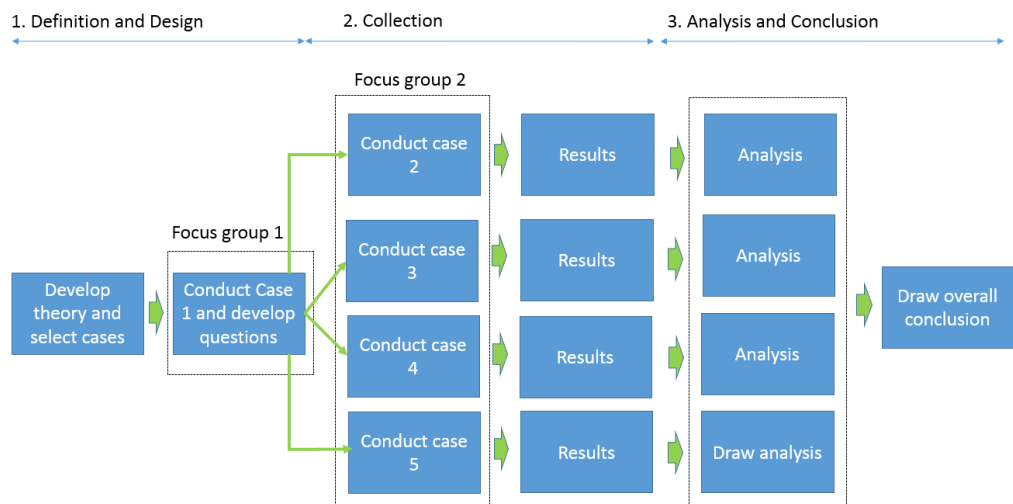 1. Definition and Design
2. Collection
3. Analysis and Conclusion
Focus group 2
Conduct case
2
Results
Analysis
Focus group 1
Conduct case
3
Results
Analysis
Develop
theory and
select cases
Conduct Case
1 and develop
questions
Draw overall
conclusion
Conduct case
4
Results
Analysis
Conduct case
5
Results
Draw analysis